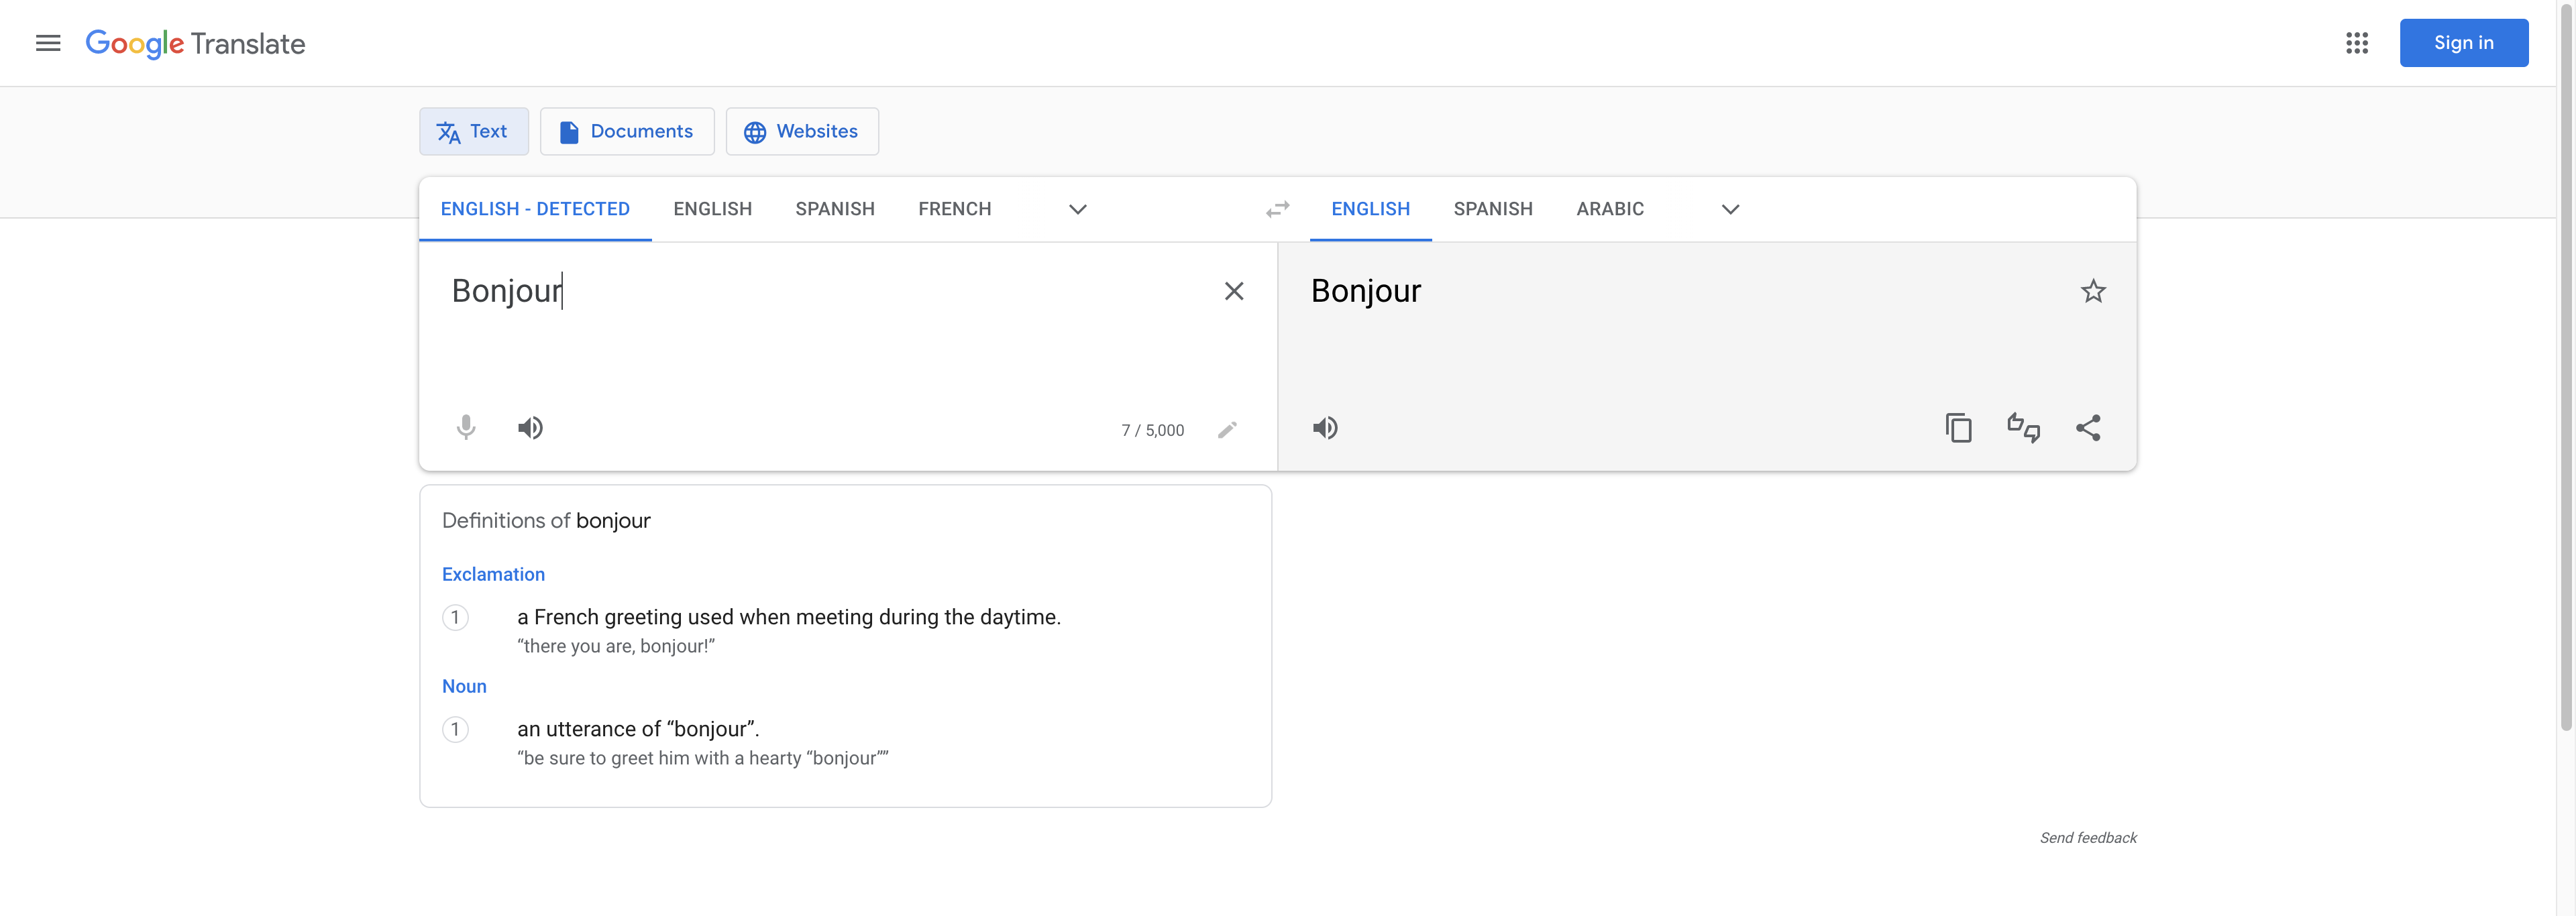 Google Translate
Sign in
Text
Documents
Websites
ENGLISH - DETECTED
ENGLISH
SPANISH
FRENCH
ENGLISH
SPANISH
ARABIC
Bonjour
Bonjour
7 / 5,000
Definitions of bonjour
Exclamation
1
a French greeting used when meeting during the daytime.
“there you are, bonjour!”
Noun
1
an utterance of “bonjour”.
“be sure to greet him with a hearty “bonjour””
Send feedback